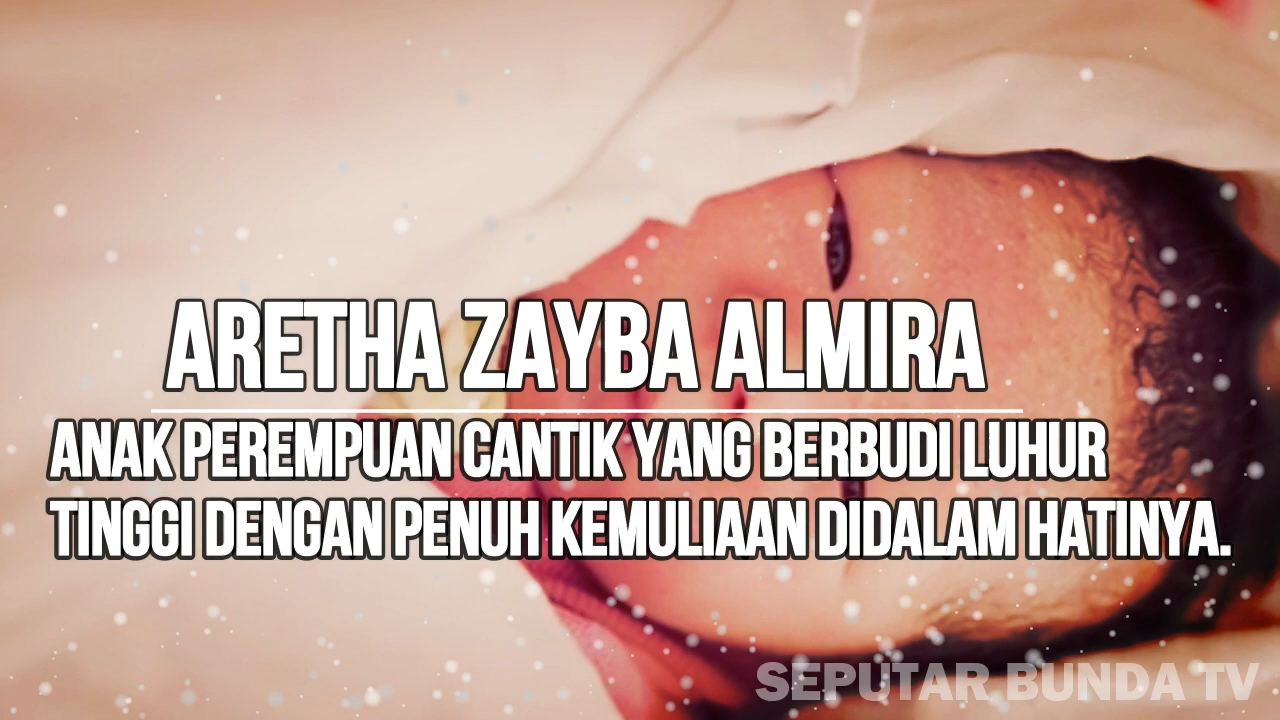 ARETHA ZAYBA ALMIRA
ANAK PEREMPUAN CANTIK YANG BERBUDI LUHUR
TINGGI DENGAN PENUH KEMULIAAN DIDALAM HATINYA.
SEPUTAR BUNDA TV